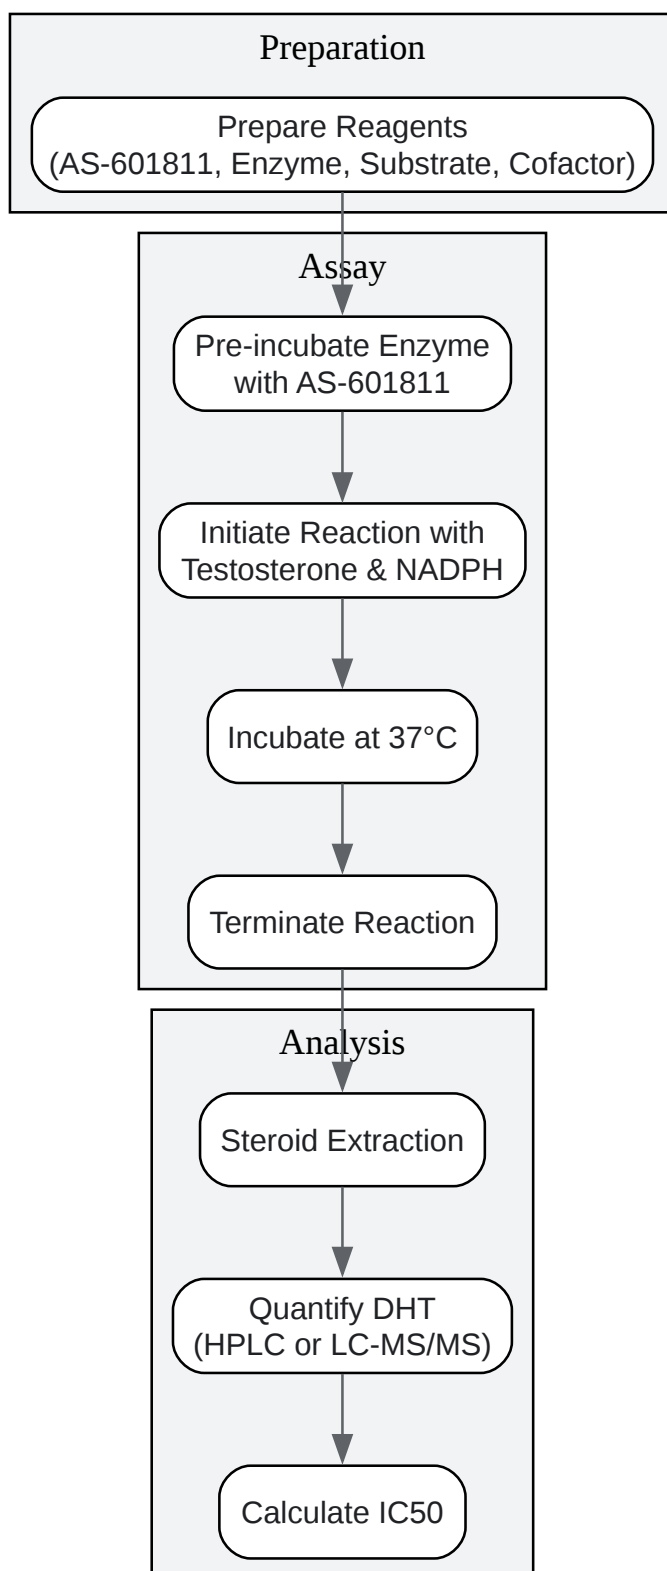 Preparation
Prepare Reagents
(AS-601811, Enzyme, Substrate, Cofactor)
Assay
Pre-incubate Enzyme
with AS-601811
Initiate Reaction with
Testosterone & NADPH
Incubate at 37°C
Terminate Reaction
Analysis
Steroid Extraction
Quantify DHT
(HPLC or LC-MS/MS)
Calculate IC50